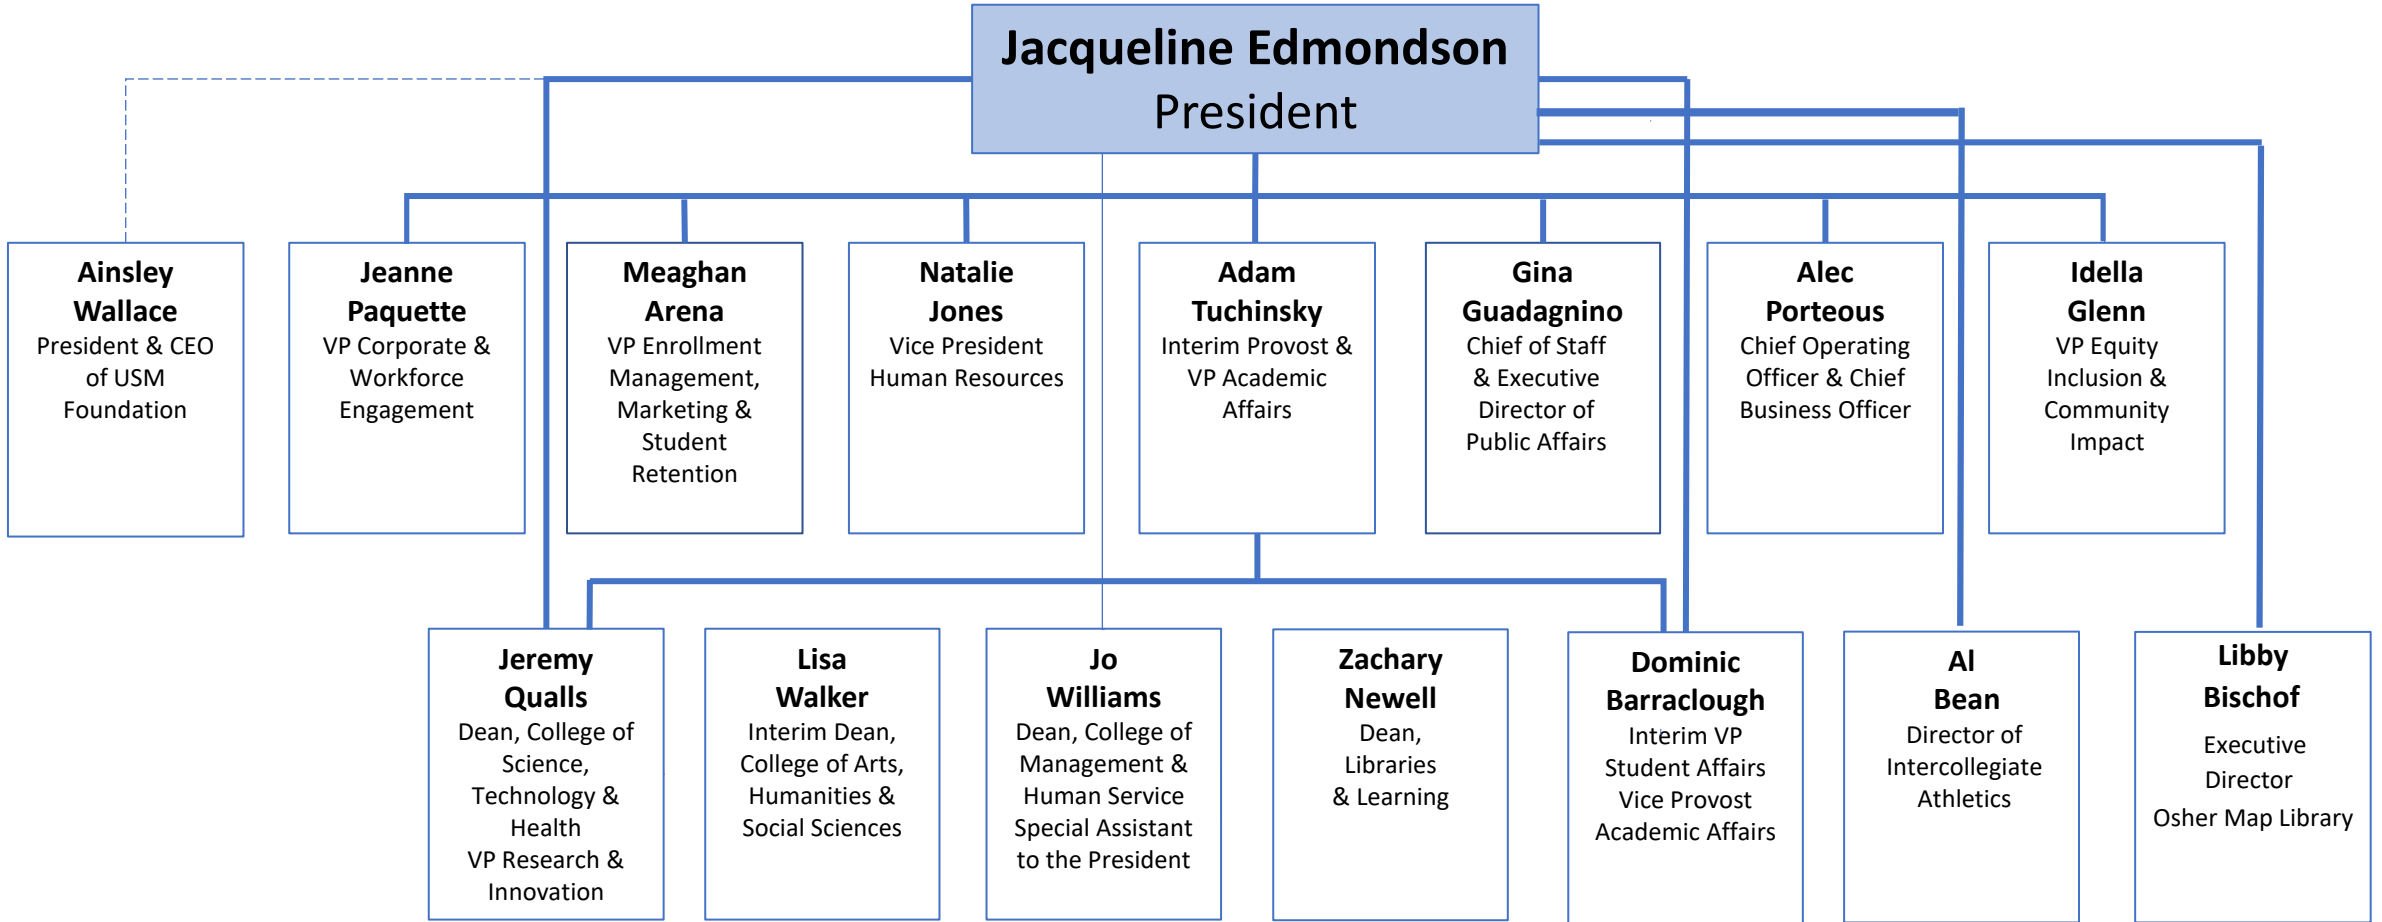 Jacqueline Edmondson
President
Ainsley
Wallace
President & CEO
of USM
Foundation
Jeanne
Paquette
VP Corporate &
Workforce
Engagement
Meaghan
Arena
VP Enrollment
Management,
Marketing &
Student
Retention
Natalie
Jones
Vice President
Human Resources
Adam
Tuchinsky
Interim Provost &
VP Academic
Affairs
Gina
Guadagnino
Chief of Staff
& Executive
Director of
Public Affairs
Alec
Porteous
Chief Operating
Officer & Chief
Business Officer
Idella
Glenn
VP Equity
Inclusion &
Community
Impact
Jeremy
Qualls
Dean, College of
Science,
Technology &
Health
VP Research &
Innovation
Lisa
Walker
Interim Dean,
College of Arts,
Humanities &
Social Sciences
Jo
Williams
Dean, College of
Management &
Human Service
Special Assistant
to the President
Zachary
Newell
Dean,
Libraries
& Learning
Dominic
Barraclough
Interim VP
Student Affairs
Vice Provost
Academic Affairs
Al
Bean
Director of
Intercollegiate
Athletics
Libby
Bischof
Executive
Director
Osher Map Library